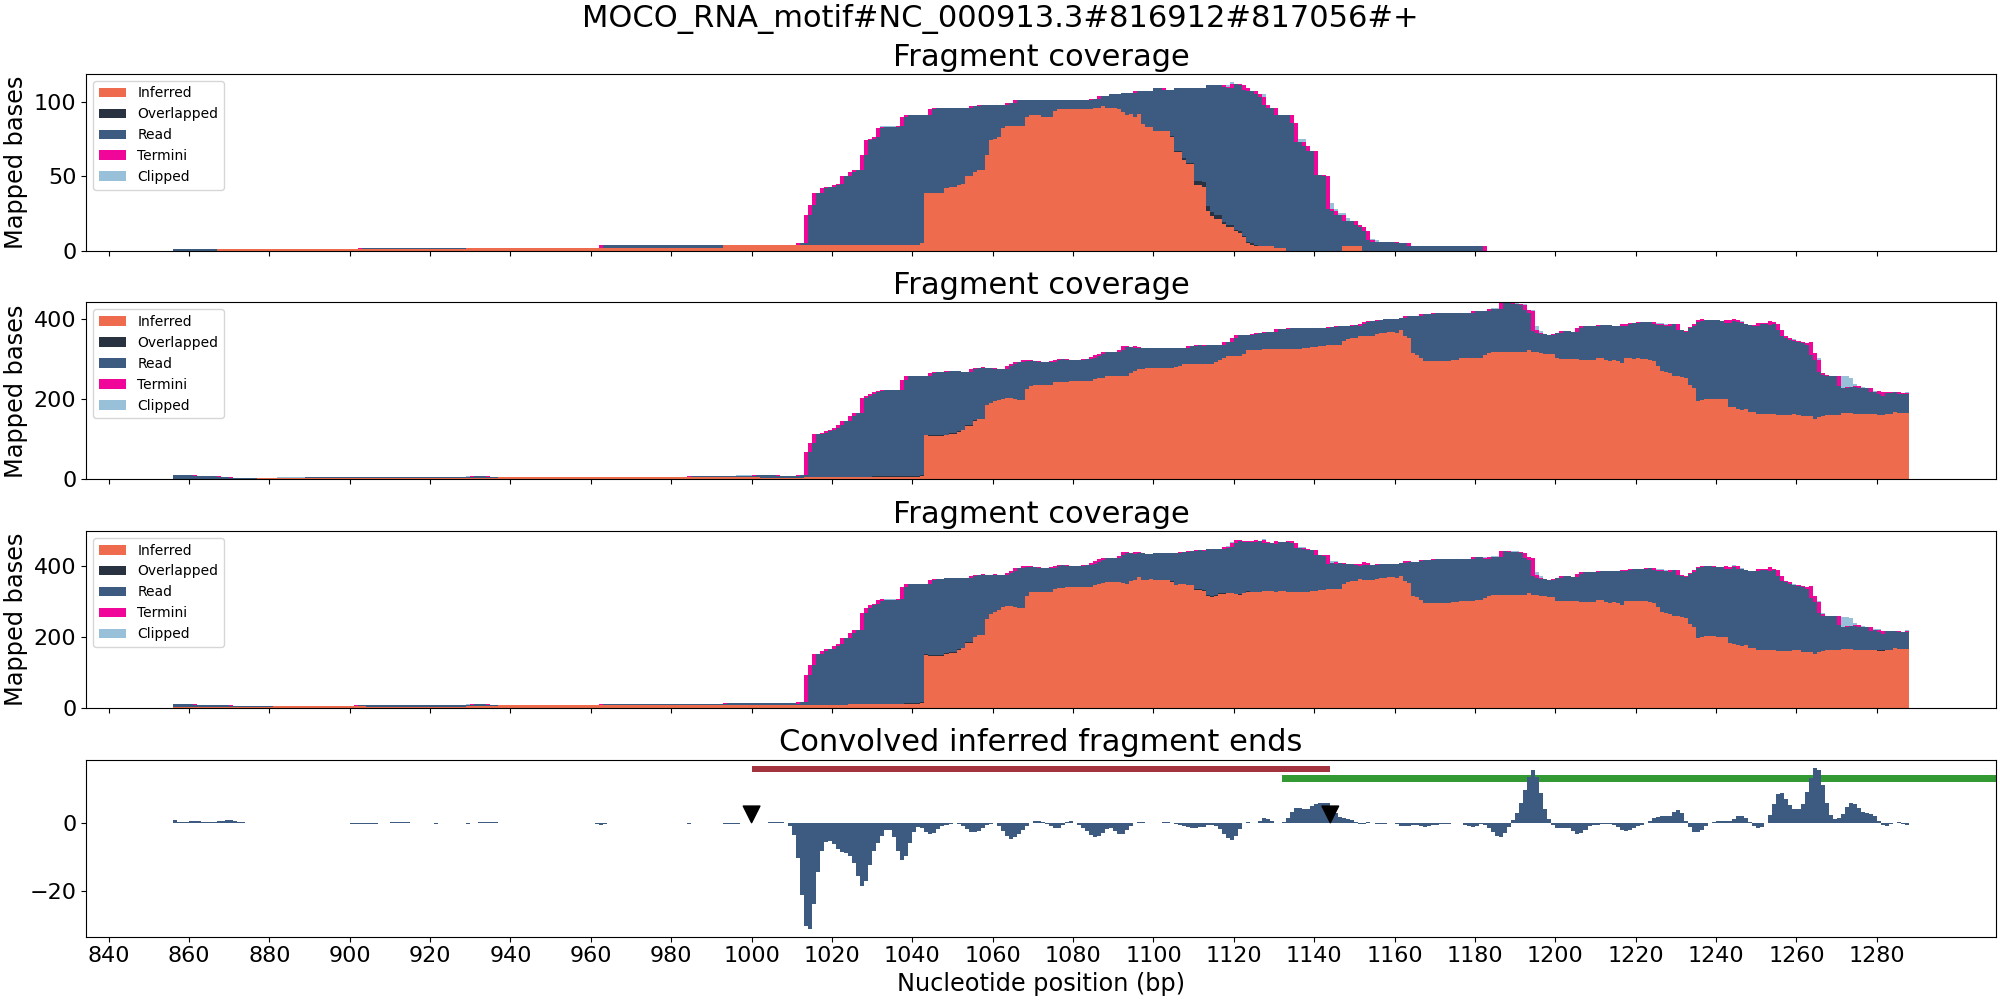 MOCO_RNA_motif#NC_000913.3#816912#817056#+
Fragment coverage
Mapped bases
100
50
0
Inferred
Overlapped
Read
Termini
Clipped
Fragment coverage
Mapped bases
400
200
0
Inferred
Overlapped
Read
Termini
Clipped
Fragment coverage
Mapped bases
400
200
0
Inferred
Overlapped
Read
Termini
Clipped
Convolved inferred fragment ends
0
−20
840 860 880 900 920 940 960 980 1000 1020 1040 1060 1080 1100 1120 1140 1160 1180 1200 1220 1240 1260 1280
Nucleotide position (bp)